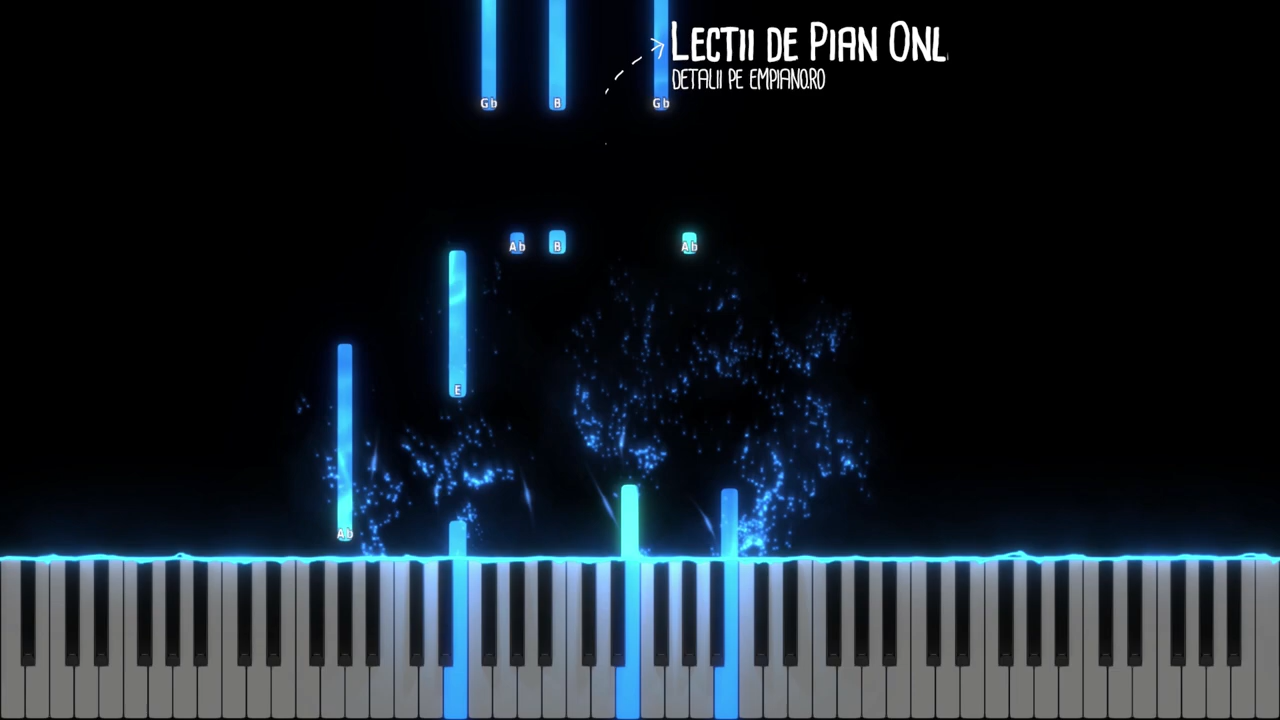 LECTII DE PIAN ONL
DETALII PE EMPIANO.RO
Gb B Gb
Ab B Ab
E
Ab